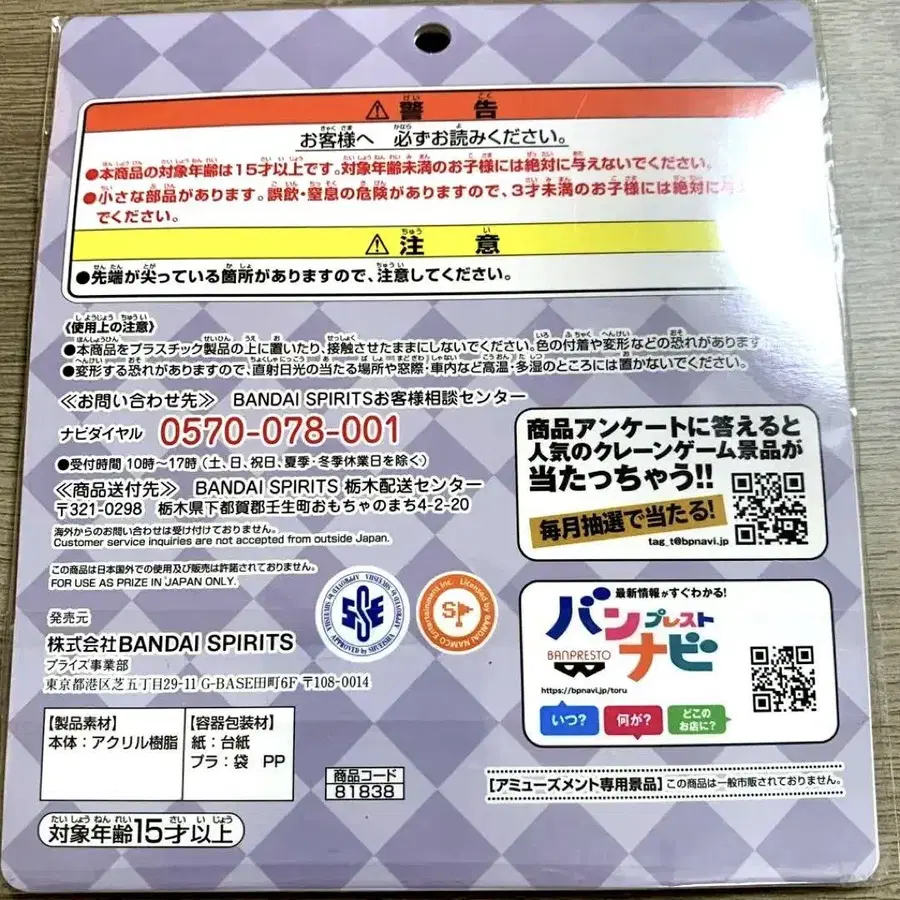 ⚠警告
お客様へ 必ずお読みください。
●本商品の対象年齢は15才以上です。対象年齢未満のお子様には絶対に与えないでください。
●小さな部品があります。誤飲・窒息の危険がありますので、3才未満のお子様には絶対に与え
でください。
⚠注意
●先端が尖っている箇所がありますので、注意してください。
《使用上の注意》
●本商品をプラスチック製品の上に置いたり、接触させたままにしないでください。色の付着や変形などの恐れがあります
●変形する恐れがありますので、直射日光の当たる場所や窓際・車内など高温・多湿のところには置かないでください。
≪お問い合わせ先≫ BANDAI SPIRITSお客様相談センター
ナビダイヤル 0570-078-001
●受付時間 10時～17時(土、日、祝日、夏季・冬季休業日を除く)
≪商品送付先≫ BANDAI SPIRITS 栃木配送センター
〒321-0298 栃木県下都賀郡壬生町おもちゃのまち4-2-20
海外からのお問い合わせは受け付けておりません。
Customer service inquiries are not accepted from outside Japan.
この商品は日本国外での使用及び販売は許諾されておりません。
FOR USE AS PRIZE IN JAPAN ONLY.
発売元
株式会社BANDAI SPIRITS
プライズ事業部
東京都港区芝五丁目29-11 G-BASE田町6F 〒108-0014
APPROVED by SHUEISHA
SSE
Licensed by BANDAI NAMCO Entertainment Inc.
SP
商品アンケートに答えると
人気のクレーンゲーム景品が
当たっちゃう!!
毎月抽選で当たる!
tag_t@bpnavi.jp
最新情報がすぐわかる!
バンプレストナビ
BANPRESTO
https://bpnavi.jp/toru
いつ? 何が? どこのお店に?
【製品素材】
本体:アクリル樹脂
【容器包装材】
紙:台紙
プラ:袋 PP
商品コード
81838
【アミューズメント専用景品】この商品は一般市販されておりません。
対象年齢15才以上